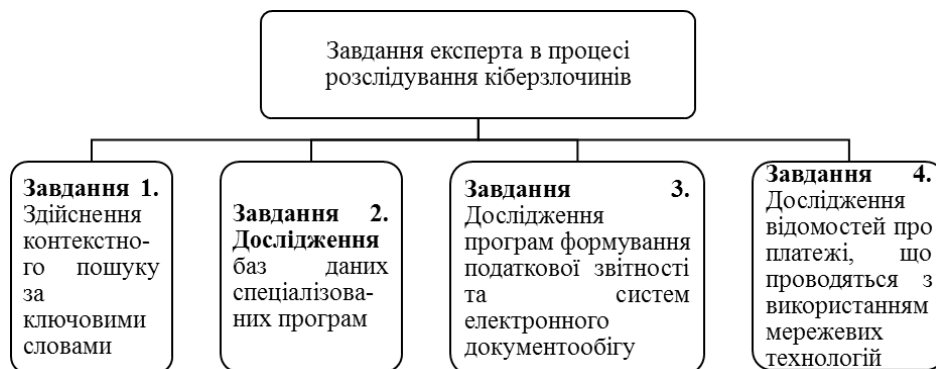 Завдання експерта в процесі
розслідування кіберзлочинів
Завдання 1.
Здійснення
контекстно-
го пошуку
за
ключовими
словами
Завдання 2.
Дослідження
баз даних
спеціалізова-
них програм
Завдання 3.
Дослідження
програм формування
податкової звітності
та систем
електронного
документообігу
Завдання 4.
Дослідження
відомостей про
платежі, що
проводяться з
використанням
мережевих
технологій